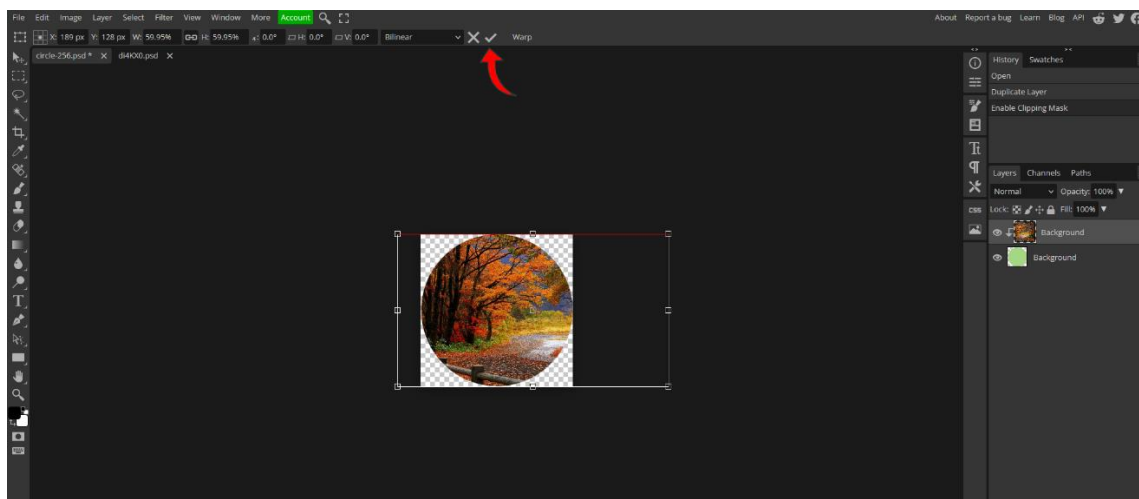 File Edit Image Layer Select Filter View Window More Account About Report a bug Learn Blog API
X: 189 px Y: 128 px W: 59.95% H: 59.95% 0.0° H: 0.0° V: 0.0° Bilinear Warp
circle-256.psd * X di4KX0.psd X
History Swatches
Open
Duplicate Layer
Enable Clipping Mask
Layers Channels Paths
Normal Opacity: 100%
CSS Lock: Fill: 100%
Background
Background